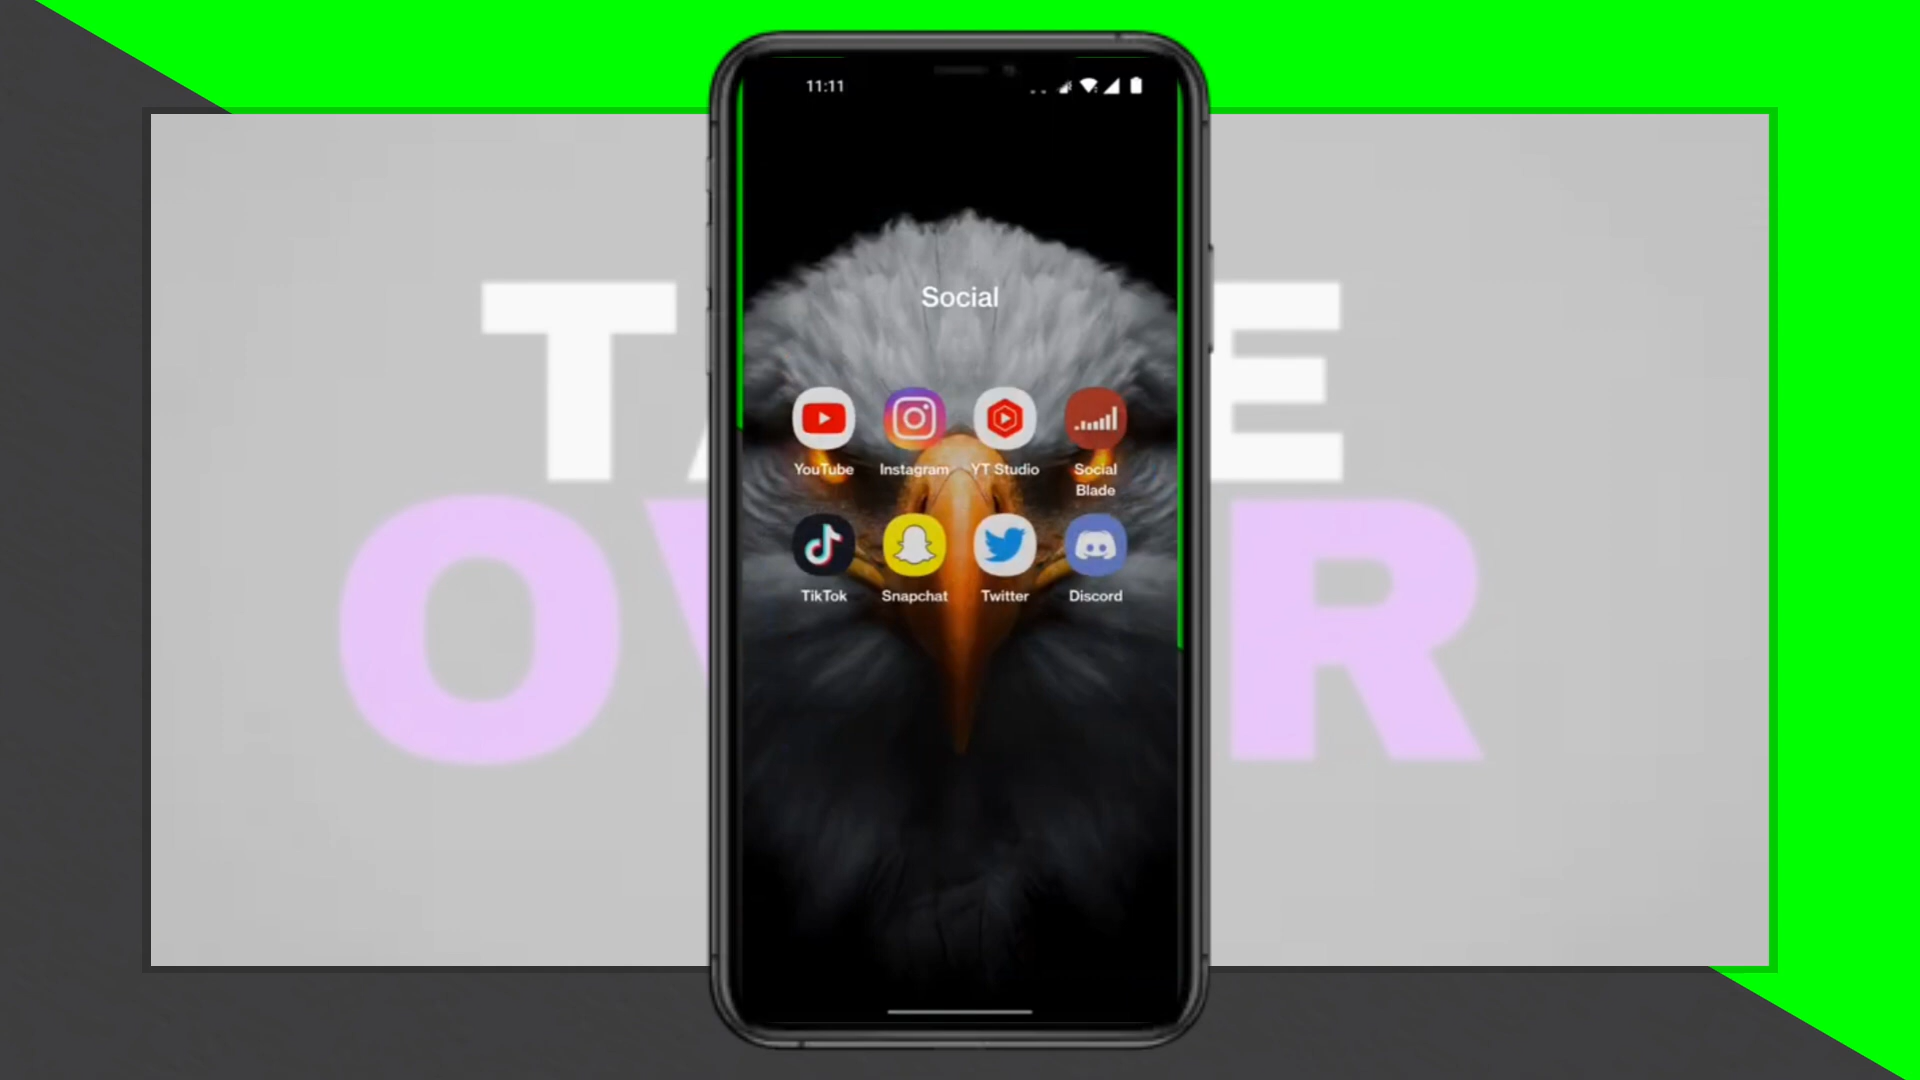 11:11
Social
YouTube Instagram YT Studio Social Blade
TikTok Snapchat Twitter Discord